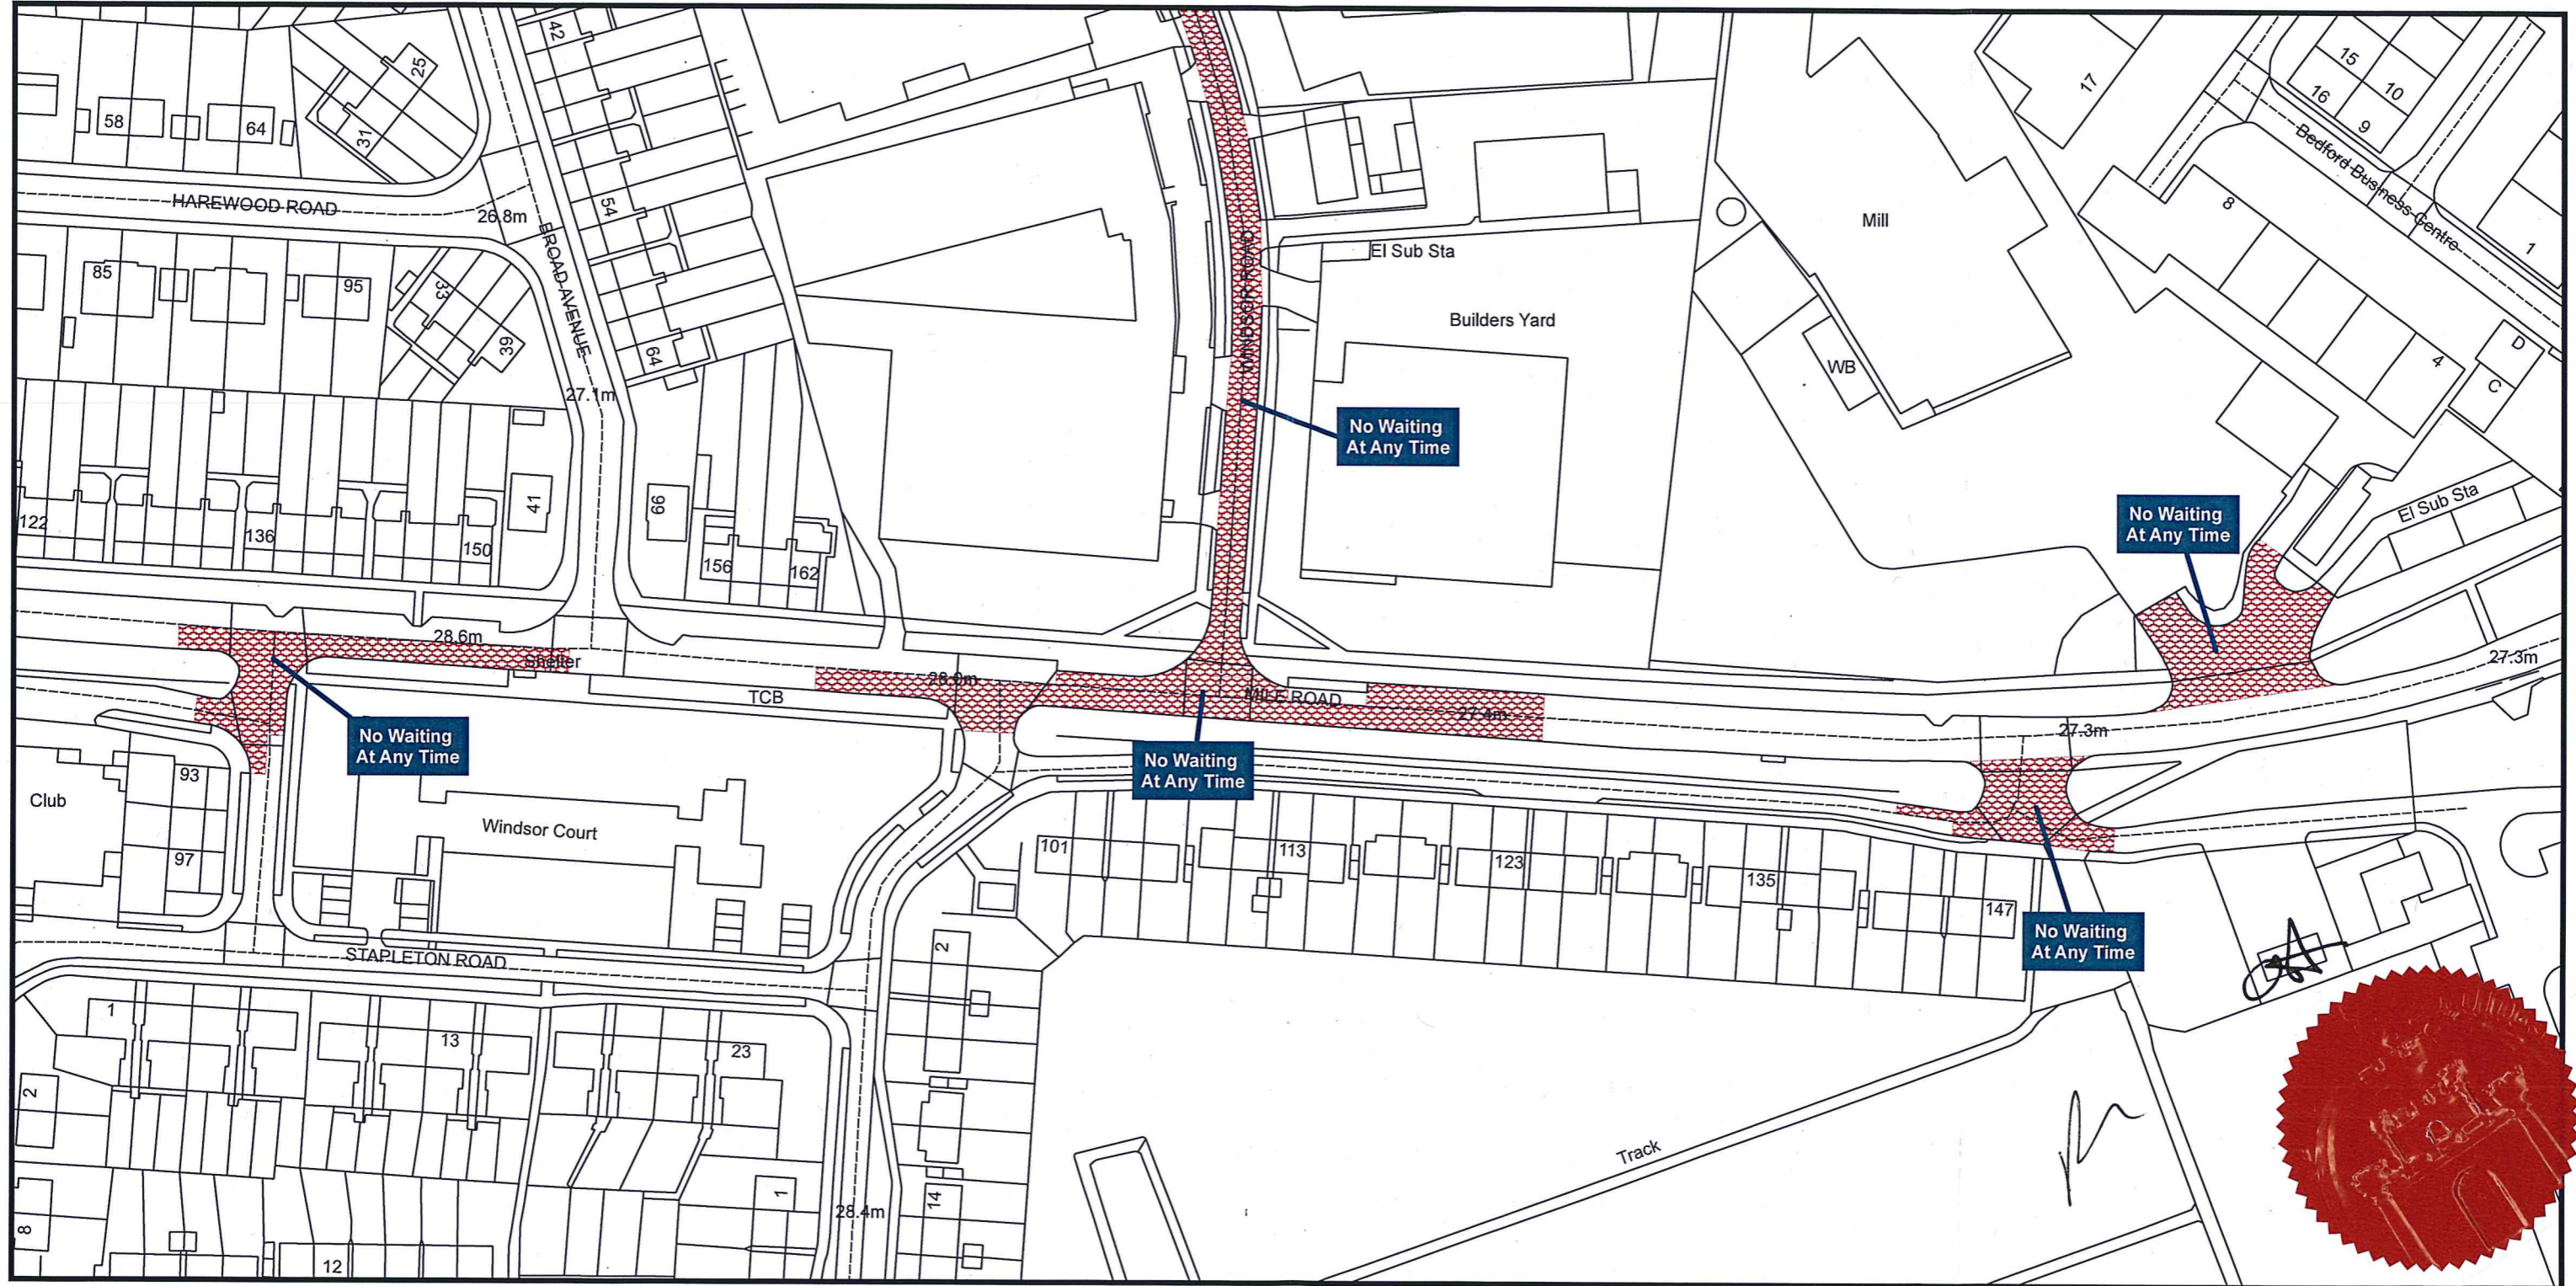 42
25
31
58
64
HAREWOOD ROAD
26.8m
BROAD AVENUE
54
64
27.1m
85
95
33
39
122
136
150
41
66
156
162
WINDSOR ROAD
El Sub Sta
Builders Yard
Mill
WB
17
15
16
10
9
Bedford Business Centre
8
1
4
D
C
El Sub Sta
No Waiting
At Any Time
No Waiting
At Any Time
28.6m
Shelter
TCB
28.0m
MILE ROAD
27.4m
27.3m
27.3m
No Waiting
At Any Time
No Waiting
At Any Time
No Waiting
At Any Time
Club
93
97
Windsor Court
101
113
123
135
147
STAPLETON ROAD
1
13
23
2
2
8
12
1
14
28.4m
Track